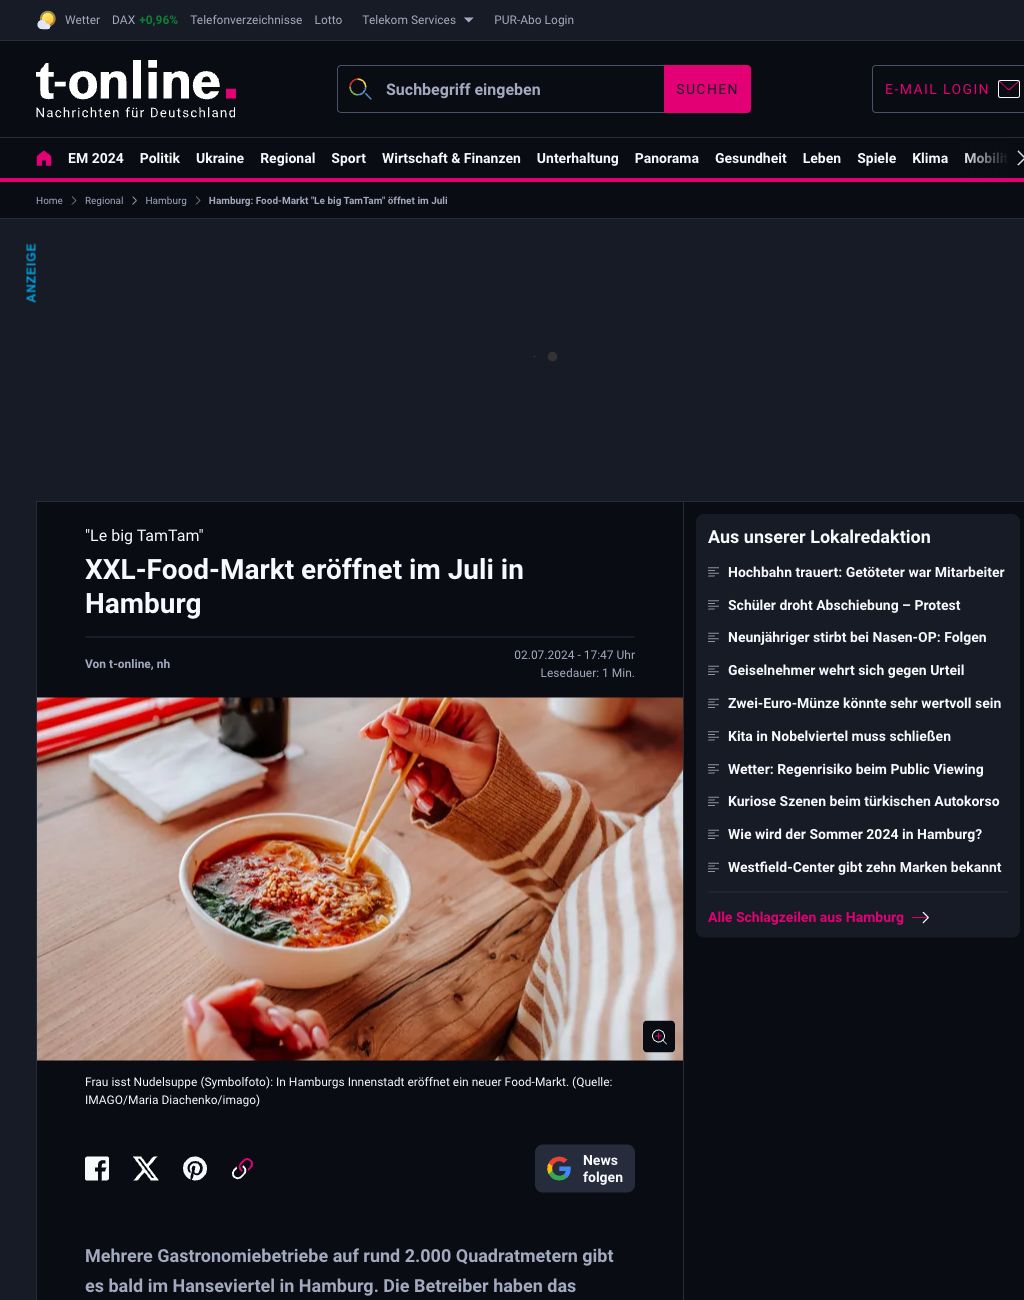 Wetter DAX +0,96% Telefonverzeichnisse Lotto Telekom Services PUR-Abo Login
t-online.
Nachrichten für Deutschland
Suchbegriff eingeben
SUCHEN
E-MAIL LOGIN
EM 2024 Politik Ukraine Regional Sport Wirtschaft & Finanzen Unterhaltung Panorama Gesundheit Leben Spiele Klima Mobilit
Home Regional Hamburg Hamburg: Food-Markt "Le big TamTam" öffnet im Juli
ANZEIGE
"Le big TamTam"
XXL-Food-Markt eröffnet im Juli in
Hamburg
Von t-online, nh
02.07.2024 - 17:47 Uhr
Lesedauer: 1 Min.
Frau isst Nudelsuppe (Symbolfoto): In Hamburgs Innenstadt eröffnet ein neuer Food-Markt. (Quelle:
IMAGO/Maria Diachenko/imago)
News
folgen
Mehrere Gastronomiebetriebe auf rund 2.000 Quadratmetern gibt
es bald im Hanseviertel in Hamburg. Die Betreiber haben das
Aus unserer Lokalredaktion
Hochbahn trauert: Getöteter war Mitarbeiter
Schüler droht Abschiebung – Protest
Neunjähriger stirbt bei Nasen-OP: Folgen
Geiselnehmer wehrt sich gegen Urteil
Zwei-Euro-Münze könnte sehr wertvoll sein
Kita in Nobelviertel muss schließen
Wetter: Regenrisiko beim Public Viewing
Kuriose Szenen beim türkischen Autokorso
Wie wird der Sommer 2024 in Hamburg?
Westfield-Center gibt zehn Marken bekannt
Alle Schlagzeilen aus Hamburg